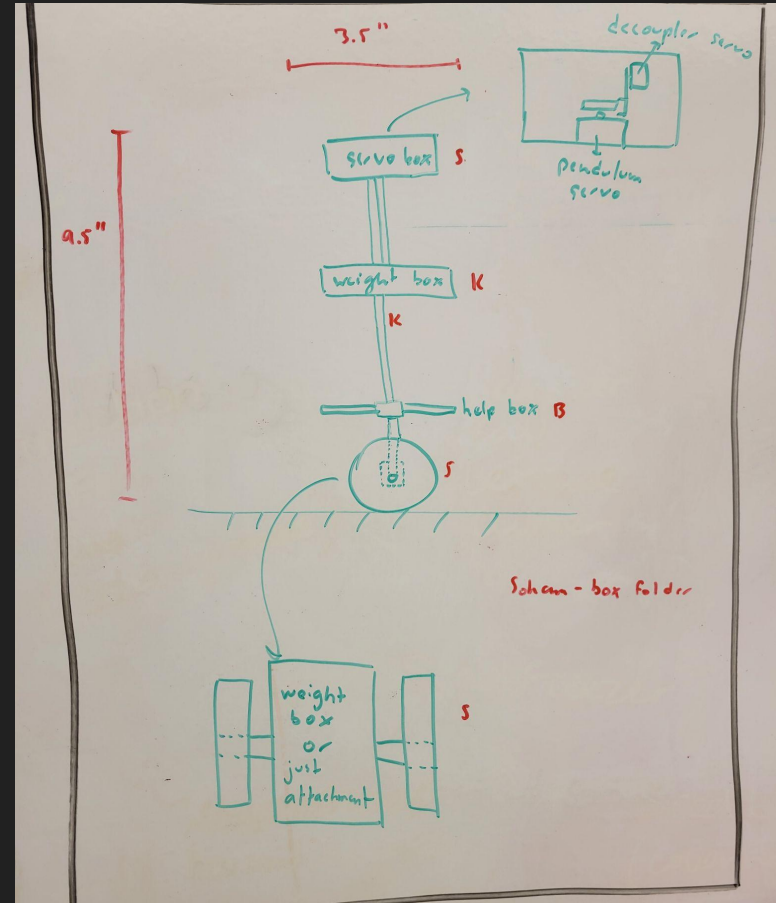 3.5"
decoupler servo
servo box S
pendulum
servo
9.5"
weight box K
K
help box B
S
Soham - box folder
weight
box
or
just
attachment
S